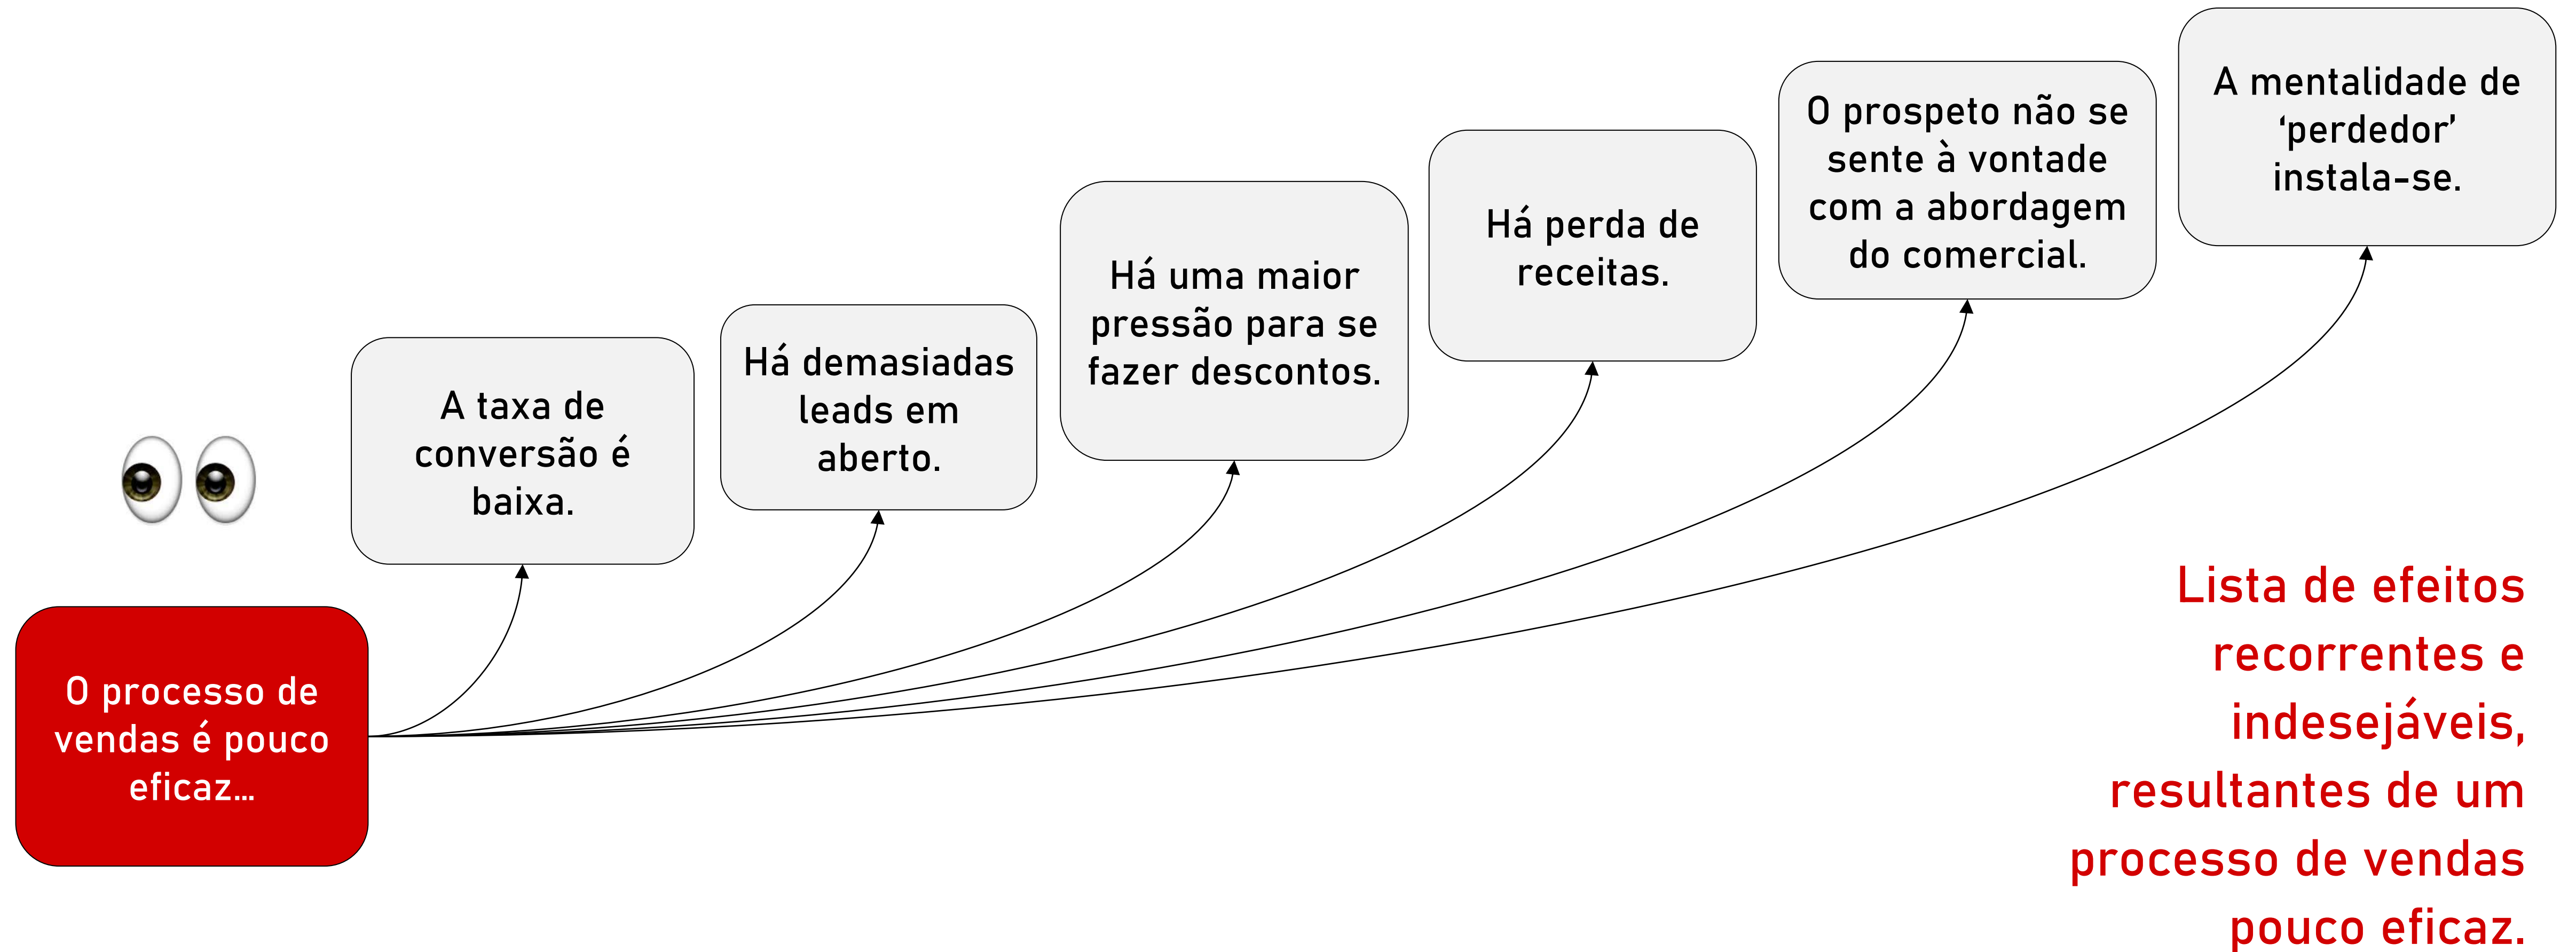 O processo de
vendas é pouco
eficaz...
A taxa de
conversão é
baixa.
Há demasiadas
leads em
aberto.
Há uma maior
pressão para se
fazer descontos.
Há perda de
receitas.
O prospeto não se
sente à vontade
com a abordagem
do comercial.
A mentalidade de
‘perdedor’
instala-se.
Lista de efeitos
recorrentes e
indesejáveis,
resultantes de um
processo de vendas
pouco eficaz.